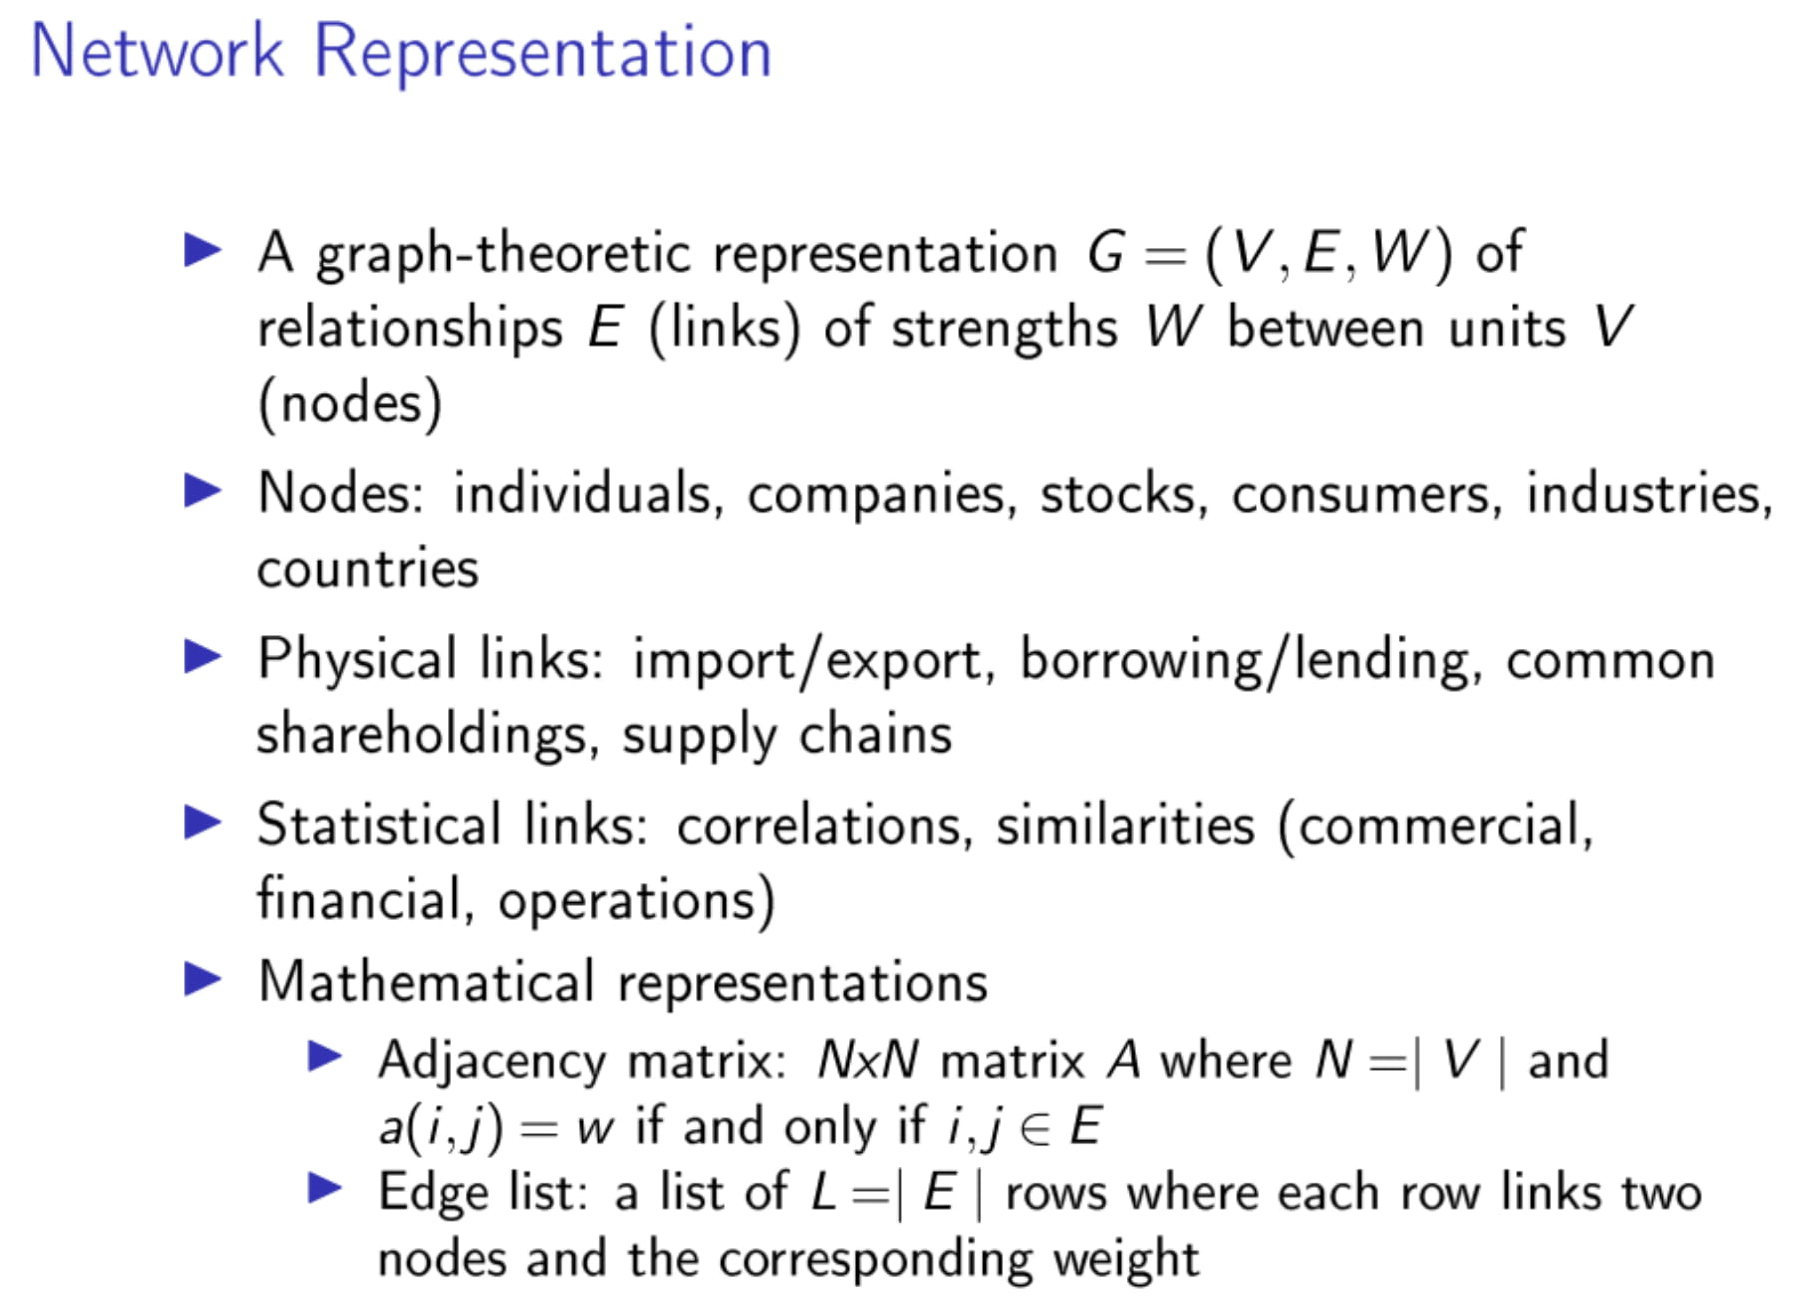 Network Representation
A graph-theoretic representation G = (V, E, W) of
relationships E (links) of strengths W between units V
(nodes)
Nodes: individuals, companies, stocks, consumers, industries,
countries
Physical links: import/export, borrowing/lending, common
shareholdings, supply chains
Statistical links: correlations, similarities (commercial,
financial, operations)
Mathematical representations
Adjacency matrix: NxN matrix A where N =| V | and
a(i,j) = w if and only if i,j ∈ E
Edge list: a list of L =| E | rows where each row links two
nodes and the corresponding weight